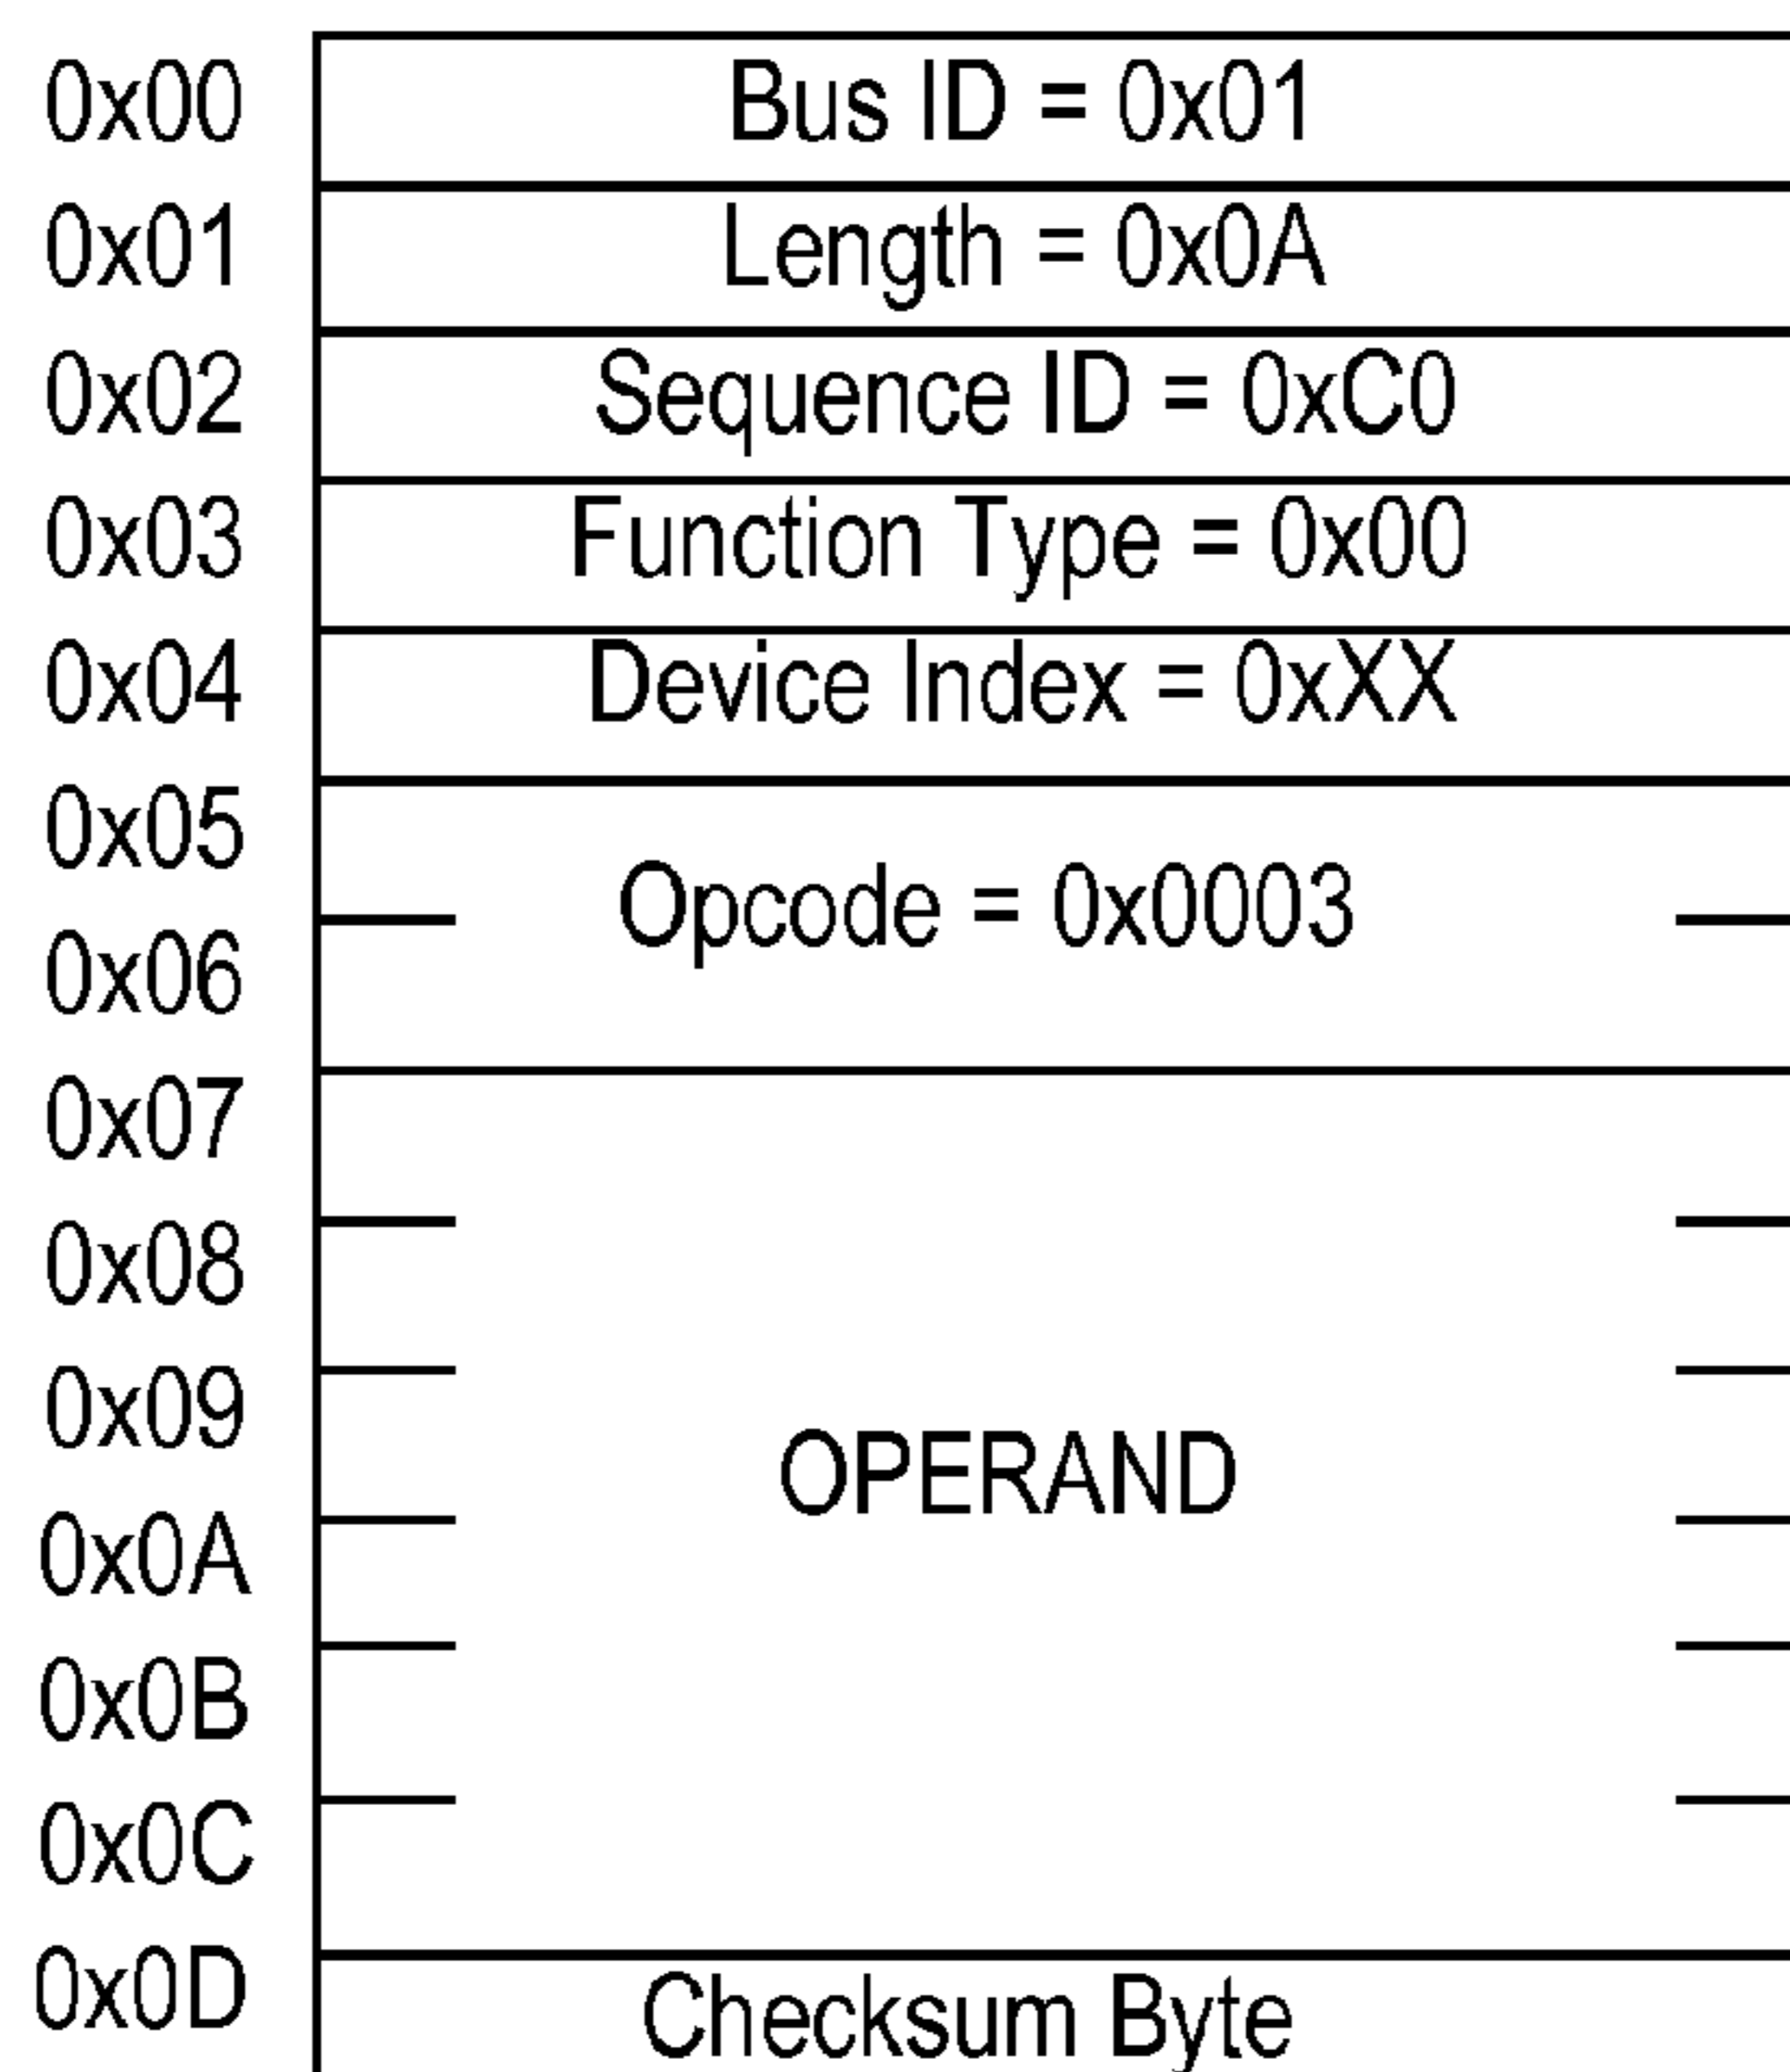 0x00 Bus ID = 0x01
0x01 Length = 0x0A
0x02 Sequence ID = 0xC0
0x03 Function Type = 0x00
0x04 Device Index = 0xXX
0x05
Opcode = 0x0003
0x06
0x07
0x08
0x09
OPERAND
0x0A
0x0B
0x0C
0x0D Checksum Byte